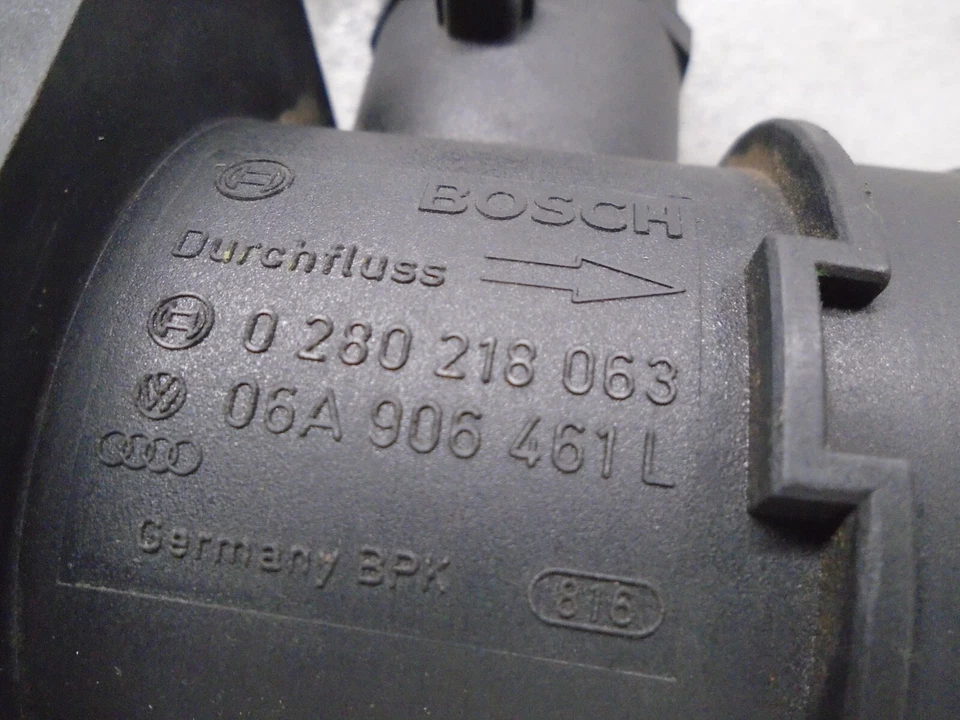 BOSCH
Durchfluss
0 280 218 063
06A 906 461 L
Germany BPK
816